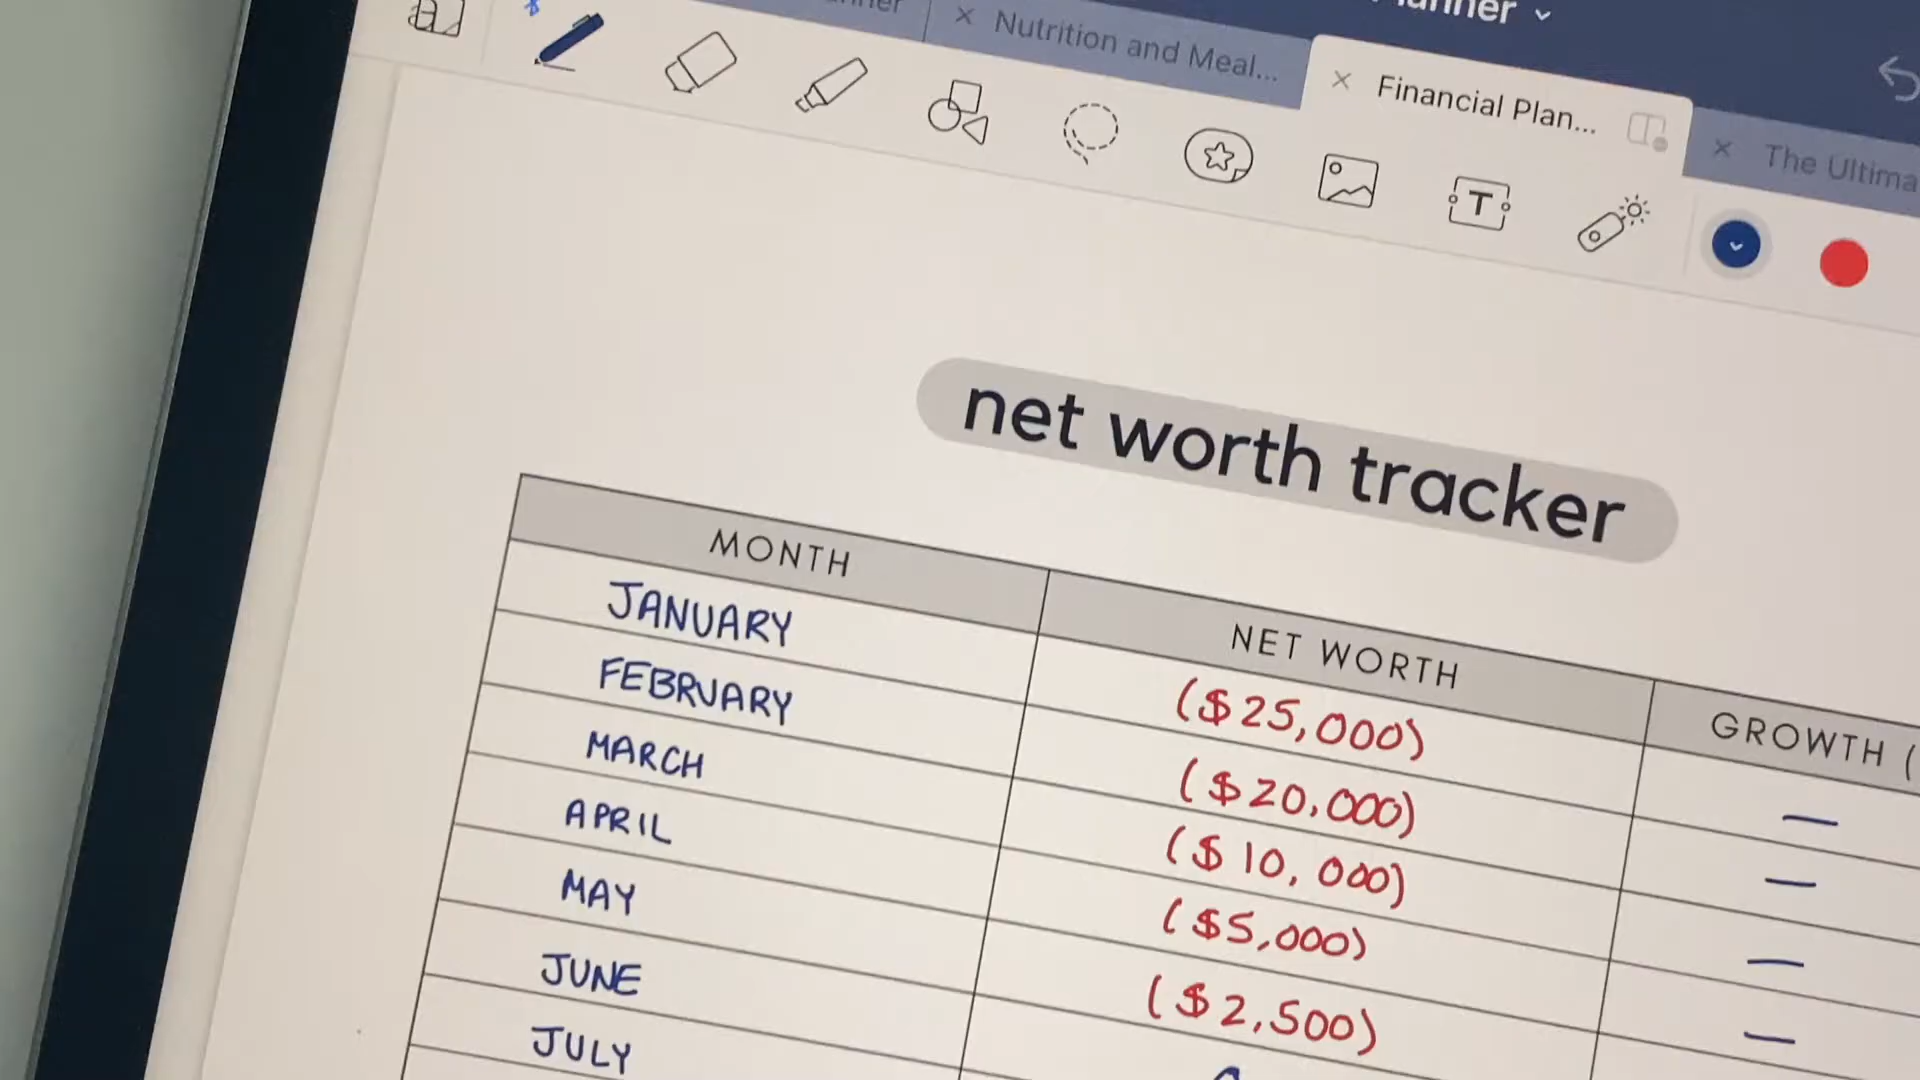 Nutrition and Meal...
Financial Plan...
The Ultima
T
net worth tracker
MONTH NET WORTH GROWTH (
JANUARY ($25,000) —
FEBRUARY ($20,000) —
MARCH ($10,000) —
APRIL ($5,000) —
MAY ($2,500)
JUNE
JULY